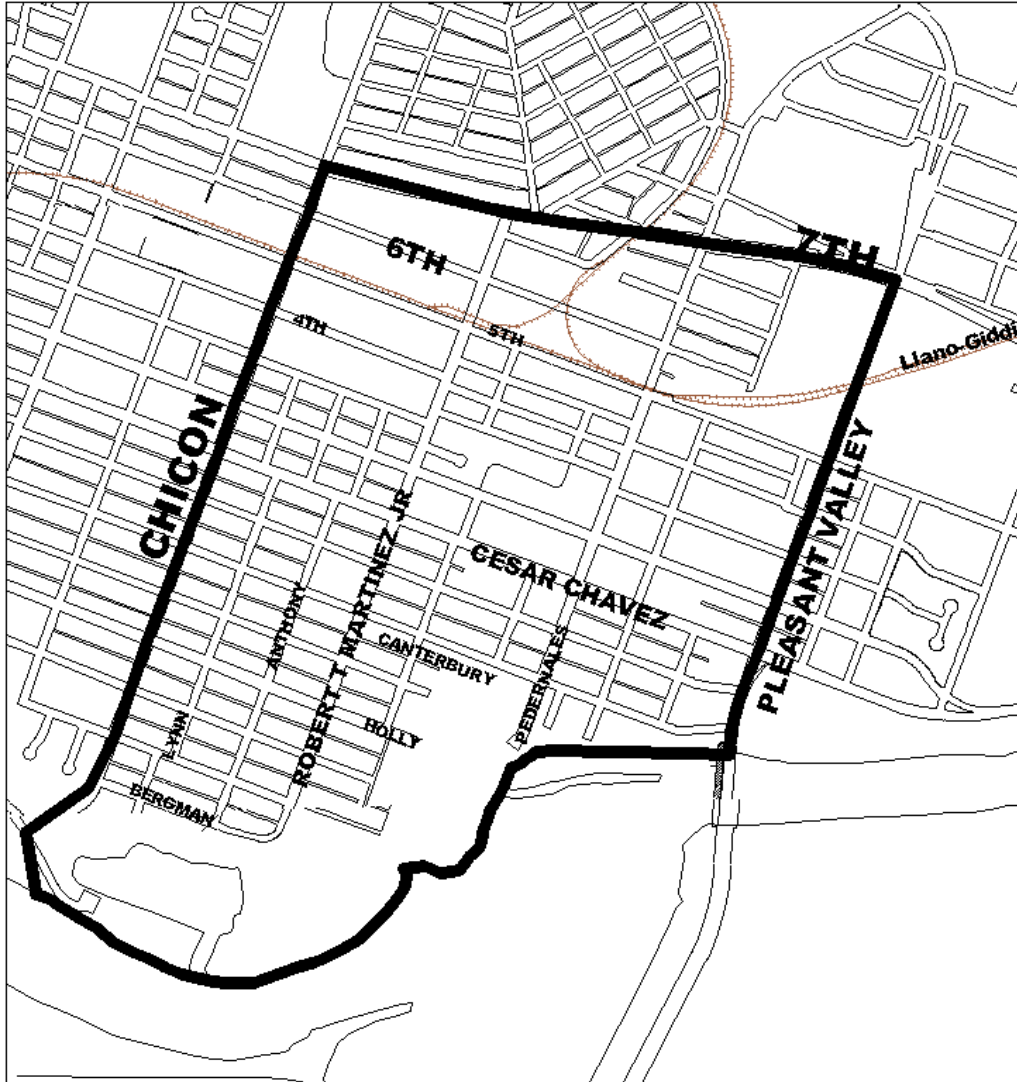 7TH
6TH
4TH
5TH
Llano-Giddi
CHICON
PLEASANT VALLEY
ROBERT T MARTINEZ JR
CESAR CHAVEZ
ANTHONY
CANTERBURY
PEDERNALES
LYNN
HOLLY
BERGMAN